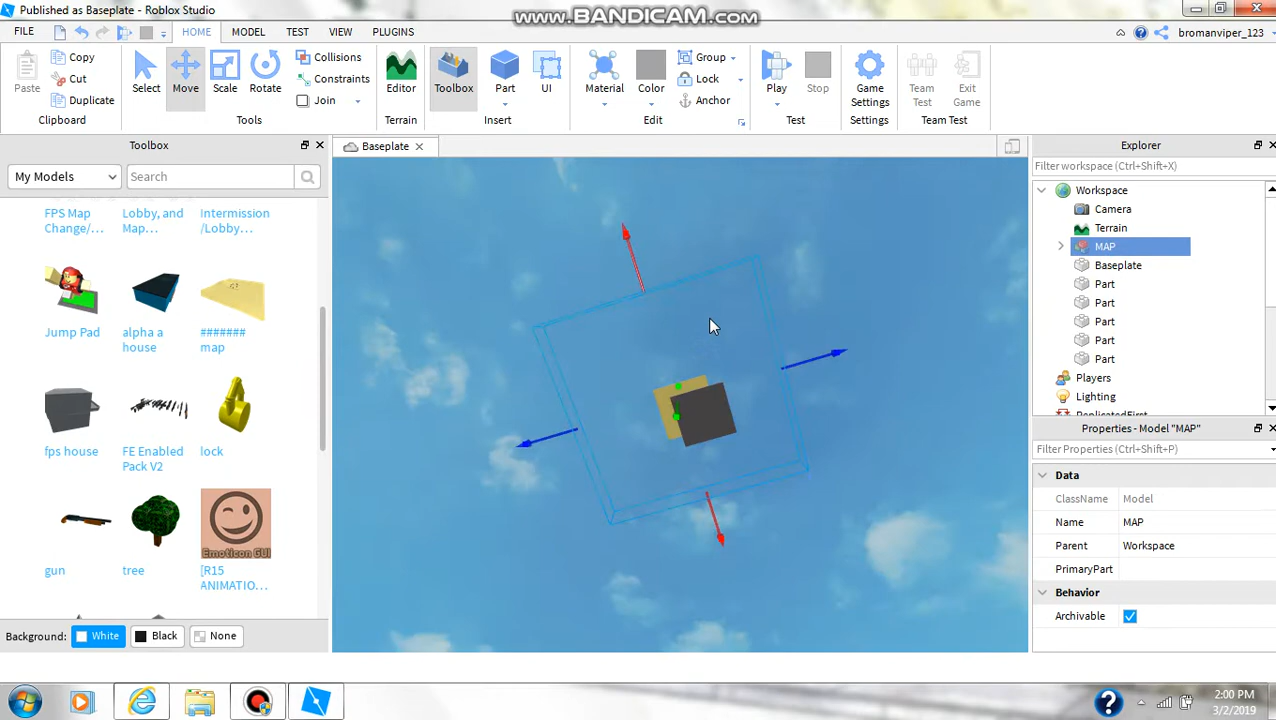 Published as Baseplate - Roblox Studio
www.BANDICAM.com
FILE HOME MODEL TEST VIEW PLUGINS bromanviper_123
Paste Copy Cut Duplicate Select Move Scale Rotate Collisions Constraints Join Editor Toolbox Part UI Material Color Group Lock Anchor Play Stop Game Settings Team Test Exit Game
Clipboard Tools Terrain Insert Edit Test Settings Team Test
Toolbox
My Models Search
FPS Map Change/...
Lobby, and Map...
Intermission /Lobby...
Jump Pad
alpha a house
####### map
fps house
FE Enabled Pack V2
lock
Emoticon GUI
gun
tree
[R15 ANIMATIO...
Background: White Black None
Baseplate
Explorer
Filter workspace (Ctrl+Shift+X)
Workspace
Camera
Terrain
MAP
Baseplate
Part
Part
Part
Part
Part
Players
Lighting
ReplicatedFirst
Properties - Model "MAP"
Filter Properties (Ctrl+Shift+P)
Data
ClassName Model
Name MAP
Parent Workspace
PrimaryPart
Behavior
Archivable
2:00 PM
3/2/2019